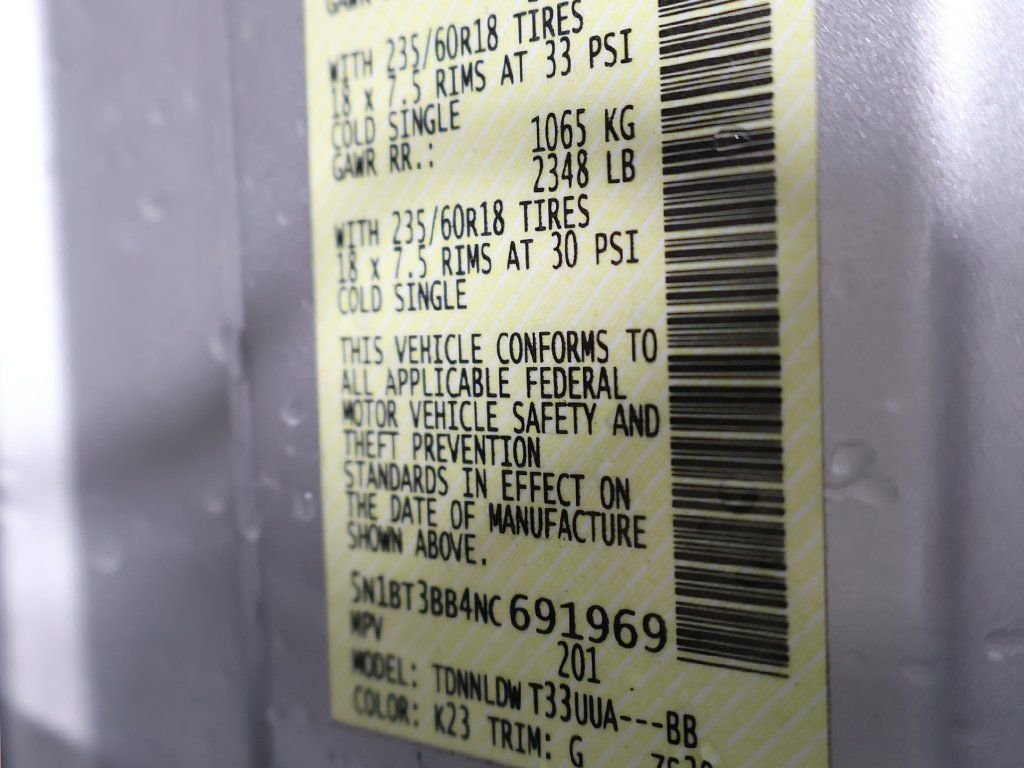 WITH 235/60R18 TIRES
18 x 7.5 RIMS AT 33 PSI
COLD SINGLE
GAWR RR.: 1065 KG
2348 LB
WITH 235/60R18 TIRES
18 x 7.5 RIMS AT 30 PSI
COLD SINGLE
THIS VEHICLE CONFORMS TO
ALL APPLICABLE FEDERAL
MOTOR VEHICLE SAFETY AND
THEFT PREVENTION
STANDARDS IN EFFECT ON
THE DATE OF MANUFACTURE
SHOWN ABOVE.
5N1BT3BB4NC 691969
MPV 201
MODEL: TDNNLDW T33UUA---BB
COLOR: K23 TRIM: G